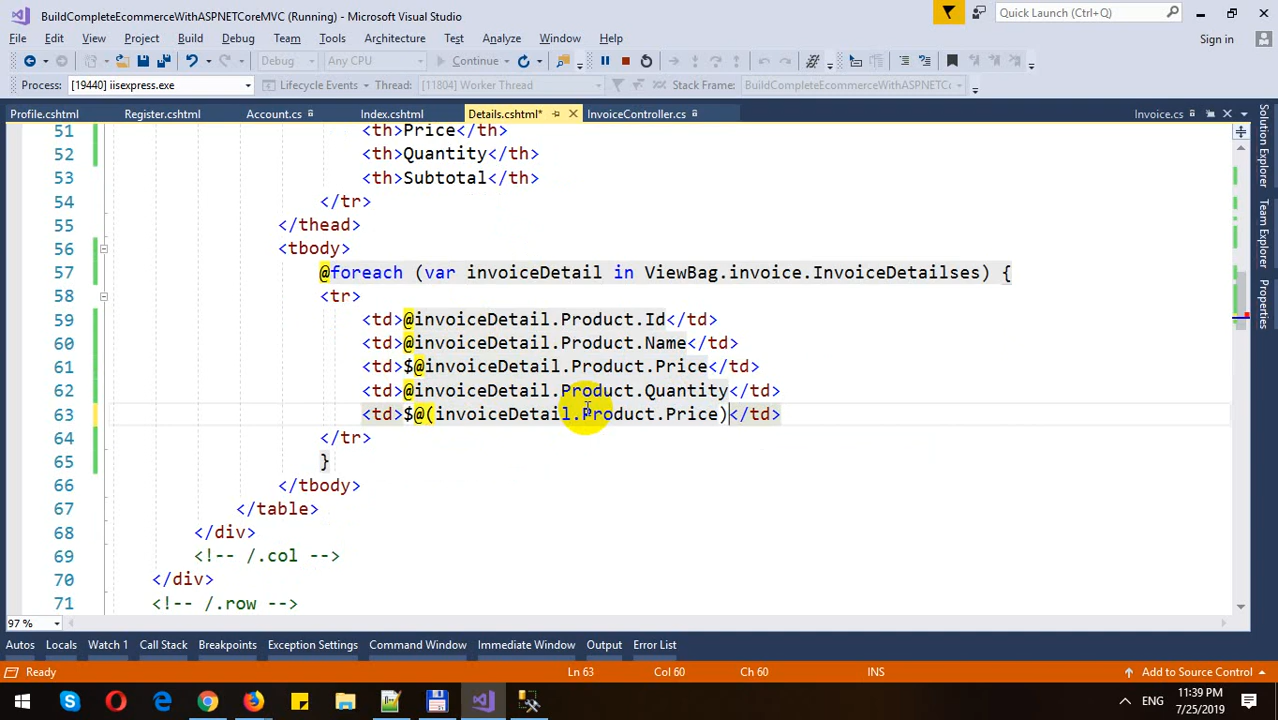 BuildCompleteEcommerceWithASPNETCoreMVC (Running) - Microsoft Visual Studio
Quick Launch (Ctrl+Q)
File Edit View Project Build Debug Team Tools Architecture Test Analyze Window Help
Sign in
Debug Any CPU Continue
Process: [19440] iisexpress.exe Lifecycle Events Thread: [11804] Worker Thread Stack Frame: BuildCompleteEcommerceWithASPNETCo
Profile.cshtml Register.cshtml Account.cs Index.cshtml Details.cshtml* InvoiceController.cs Invoice.cs
51 <th>Price</th>
52 <th>Quantity</th>
53 <th>Subtotal</th>
54 </tr>
55 </thead>
56 <tbody>
57 @foreach (var invoiceDetail in ViewBag.invoice.InvoiceDetailses) {
58 <tr>
59 <td>@invoiceDetail.Product.Id</td>
60 <td>@invoiceDetail.Product.Name</td>
61 <td>$@invoiceDetail.Product.Price</td>
62 <td>@invoiceDetail.Product.Quantity</td>
63 <td>$@(invoiceDetail.Product.Price)</td>
64 </tr>
65 }
66 </tbody>
67 </table>
68 </div>
69 <!-- /.col -->
70 </div>
71 <!-- /.row -->
Solution Explorer
Team Explorer
Properties
97 %
Autos Locals Watch 1 Call Stack Breakpoints Exception Settings Command Window Immediate Window Output Error List
Ready Ln 63 Col 60 Ch 60 INS Add to Source Control
ENG
11:39 PM
7/25/2019